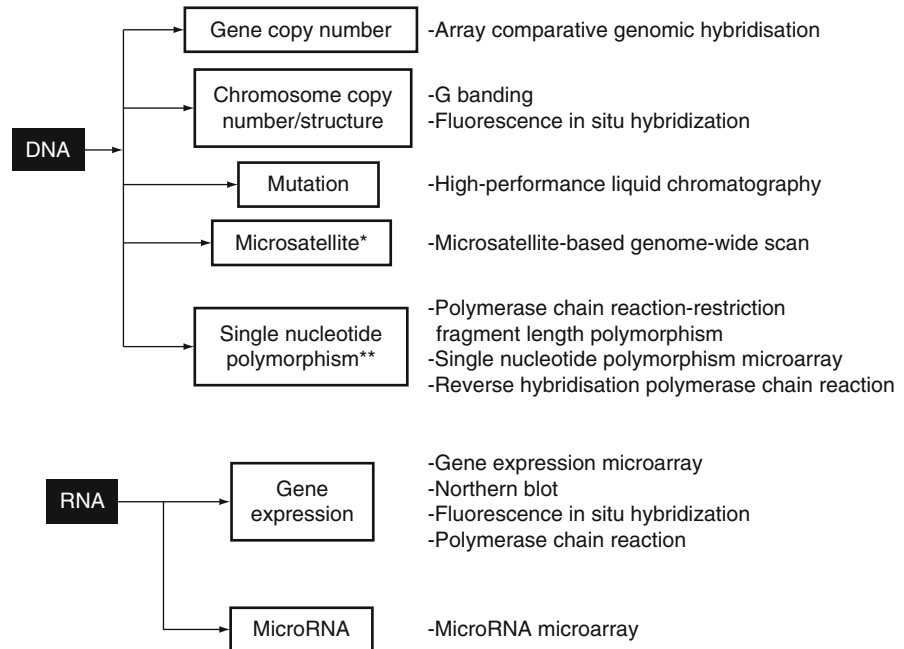 Gene copy number
-Array comparative genomic hybridisation
Chromosome copy
number/structure
-G banding
-Fluorescence in situ hybridization
DNA
Mutation
-High-performance liquid chromatography
Microsatellite*
-Microsatellite-based genome-wide scan
Single nucleotide
polymorphism**
-Polymerase chain reaction-restriction
fragment length polymorphism
-Single nucleotide polymorphism microarray
-Reverse hybridisation polymerase chain reaction
RNA
Gene
expression
-Gene expression microarray
-Northern blot
-Fluorescence in situ hybridization
-Polymerase chain reaction
MicroRNA
-MicroRNA microarray